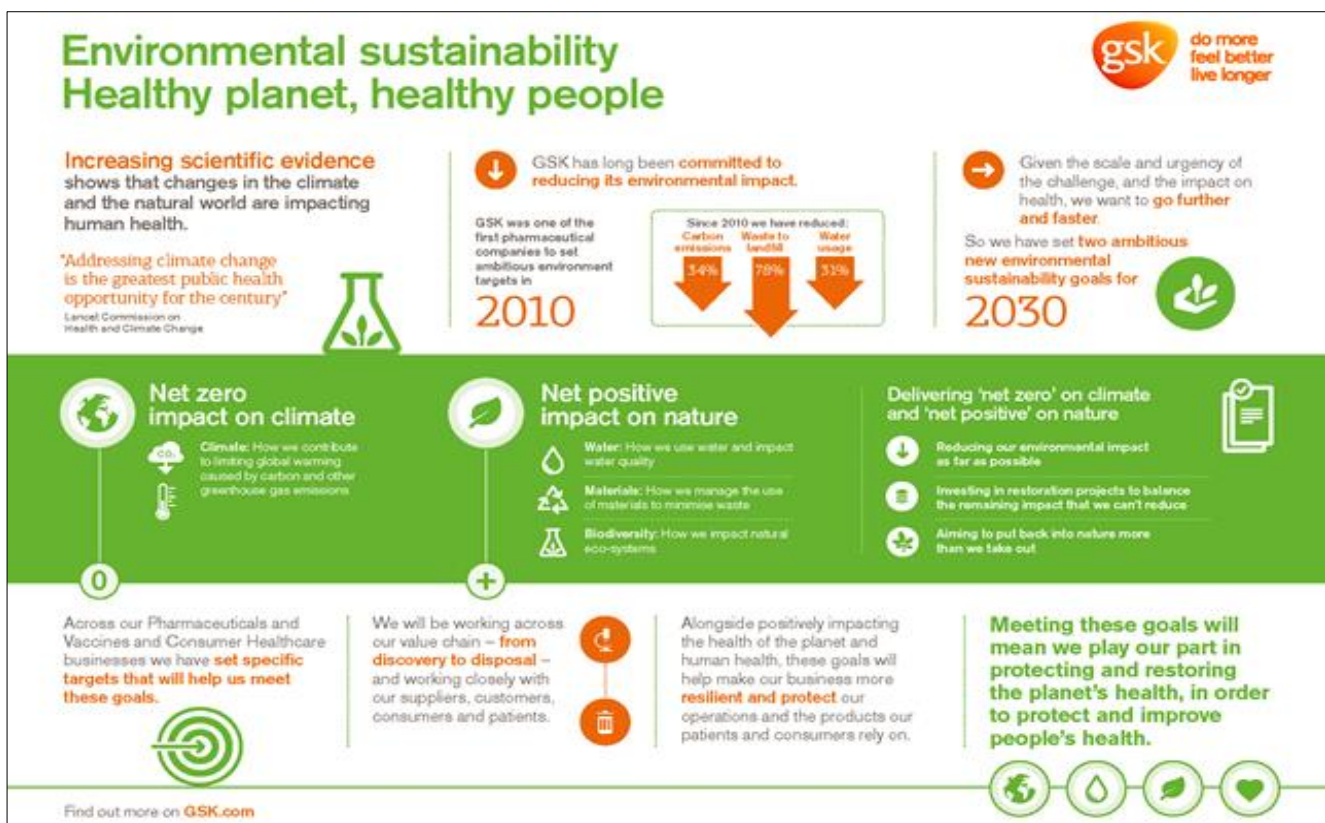 Environmental sustainability
Healthy planet, healthy people
gsk
do more
feel better
live longer
Increasing scientific evidence
shows that changes in the climate
and the natural world are impacting
human health.
"Addressing climate change
is the greatest public health
opportunity for the century"
Lancet Commission on
Health and Climate Change
GSK has long been committed to
reducing its environmental impact.
GSK was one of the
first pharmaceutical
companies to set
ambitious environment
targets in
2010
Since 2010 we have reduced:
Carbon
emissions
34%
Waste to
landfill
78%
Water
usage
31%
Given the scale and urgency of
the challenge, and the impact on
health, we want to go further
and faster.
So we have set two ambitious
new environmental
sustainability goals for
2030
Net zero
impact on climate
CO₂
Climate: How we contribute
to limiting global warming
caused by carbon and other
greenhouse gas emissions
0
Net positive
impact on nature
Water: How we use water and impact
water quality
Materials: How we manage the use
of materials to minimise waste
Biodiversity: How we impact natural
eco-systems
+
Delivering 'net zero' on climate
and 'net positive' on nature
Reducing our environmental impact
as far as possible
Investing in restoration projects to balance
the remaining impact that we can't reduce
Aiming to put back into nature more
than we take out
Across our Pharmaceuticals and
Vaccines and Consumer Healthcare
businesses we have set specific
targets that will help us meet
these goals.
We will be working across
our value chain – from
discovery to disposal –
and working closely with
our suppliers, customers,
consumers and patients.
Alongside positively impacting
the health of the planet and
human health, these goals will
help make our business more
resilient and protect our
operations and the products our
patients and consumers rely on.
Meeting these goals will
mean we play our part in
protecting and restoring
the planet's health, in order
to protect and improve
people's health.
Find out more on GSK.com